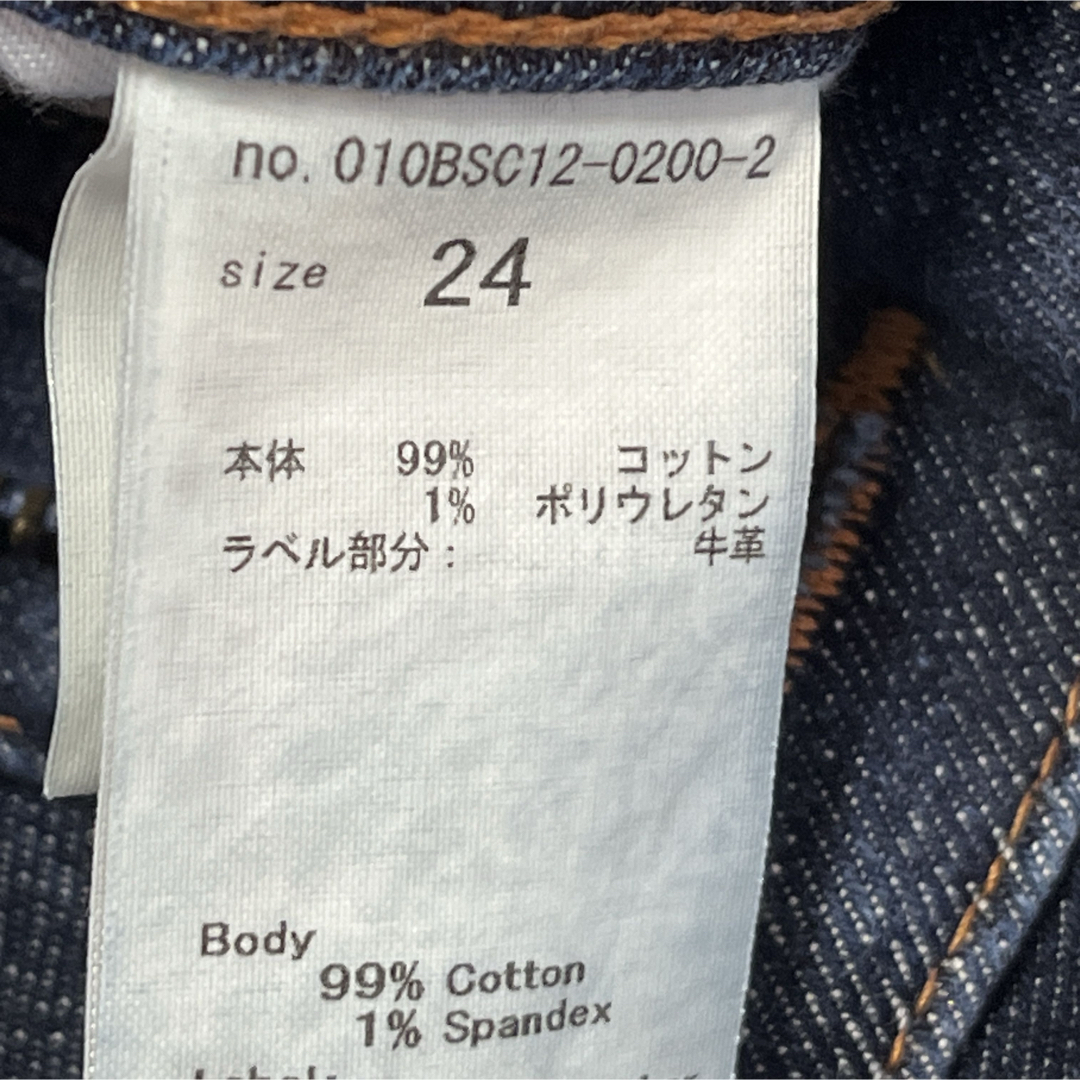 no. 010BSC12-0200-2
size 24
本体 99% コットン
1% ポリウレタン
ラベル部分: 牛革
Body
99% Cotton
1% Spandex